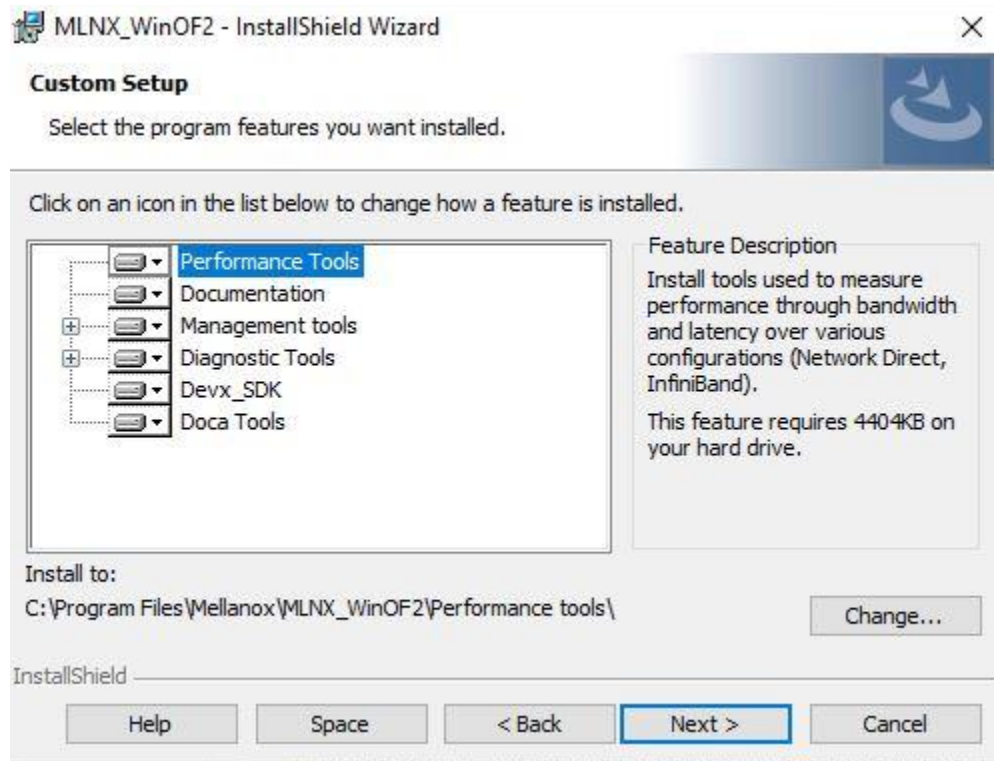 MLNX_WinOF2 - InstallShield Wizard
Custom Setup
Select the program features you want installed.
Click on an icon in the list below to change how a feature is installed.
Performance Tools
Documentation
Management tools
Diagnostic Tools
Devx_SDK
Doca Tools
Feature Description
Install tools used to measure
performance through bandwidth
and latency over various
configurations (Network Direct,
InfiniBand).
This feature requires 4404KB on
your hard drive.
Install to:
C:\Program Files\Mellanox\MLNX_WinOF2\Performance tools\
Change...
InstallShield
Help
Space
< Back
Next >
Cancel